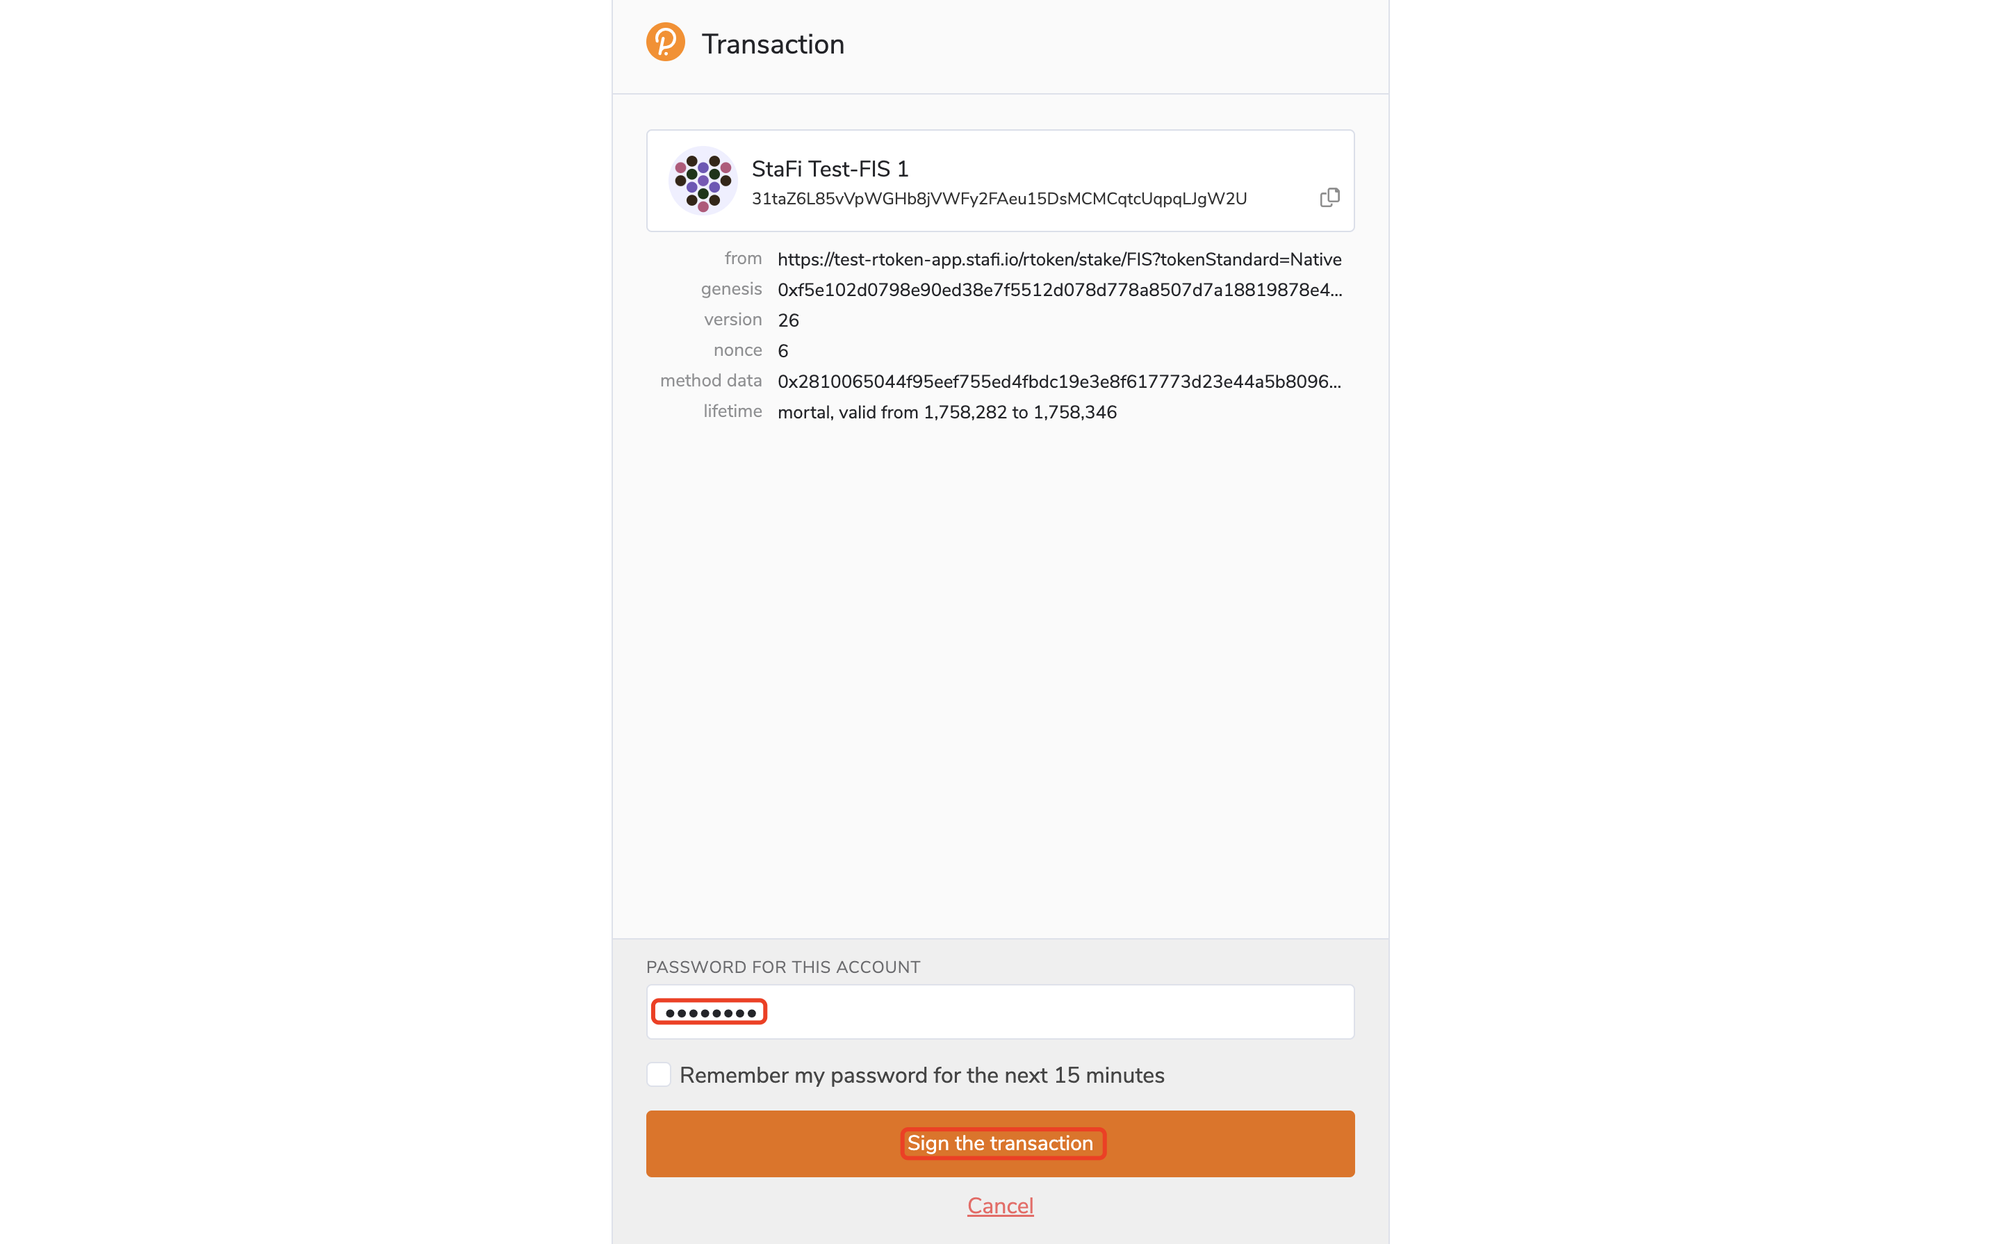 Transaction
StaFi Test-FIS 1
31taZ6L85vVpWGHb8jVWFy2FAeu15DsMCMCqtcUqpqLJgW2U
from https://test-rtoken-app.stafi.io/rtoken/stake/FIS?tokenStandard=Native
genesis 0xf5e102d0798e90ed38e7f5512d078d778a8507d7a18819878e4...
version 26
nonce 6
method data 0x2810065044f95eef755ed4fbdc19e3e8f617773d23e44a5b8096...
lifetime mortal, valid from 1,758,282 to 1,758,346
PASSWORD FOR THIS ACCOUNT
••••••••
Remember my password for the next 15 minutes
Sign the transaction
Cancel